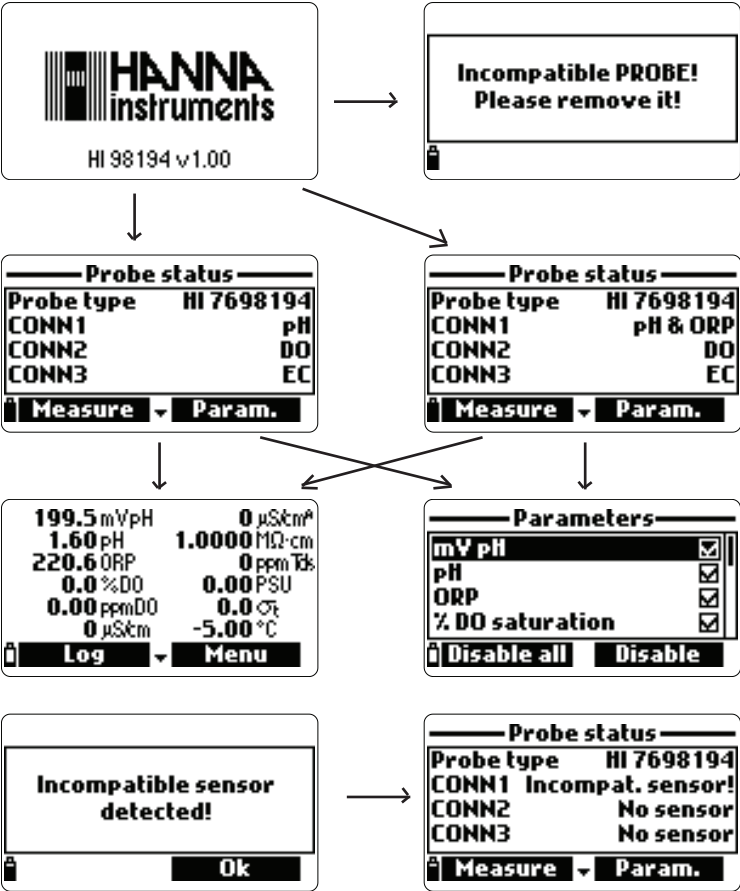 HANNA
instruments
HI 98194 v1.00
Incompatible PROBE!
Please remove it!
Probe status
Probe type HI 7698194
CONN1 pH
CONN2 DO
CONN3 EC
Measure Param.
Probe status
Probe type HI 7698194
CONN1 pH & ORP
CONN2 DO
CONN3 EC
Measure Param.
199.5 mVpH 0 µS/cmᴬ
1.60 pH 1.0000 MΩ·cm
220.6 ORP 0 ppm Tds
0.0 %DO 0.00 PSU
0.00 ppmDO 0.0 σt
0 µS/cm -5.00 °C
Log Menu
Parameters
mV pH
pH
ORP
% DO saturation
Disable all Disable
Incompatible sensor
detected!
Ok
Probe status
Probe type HI 7698194
CONN1 Incompat. sensor!
CONN2 No sensor
CONN3 No sensor
Measure Param.